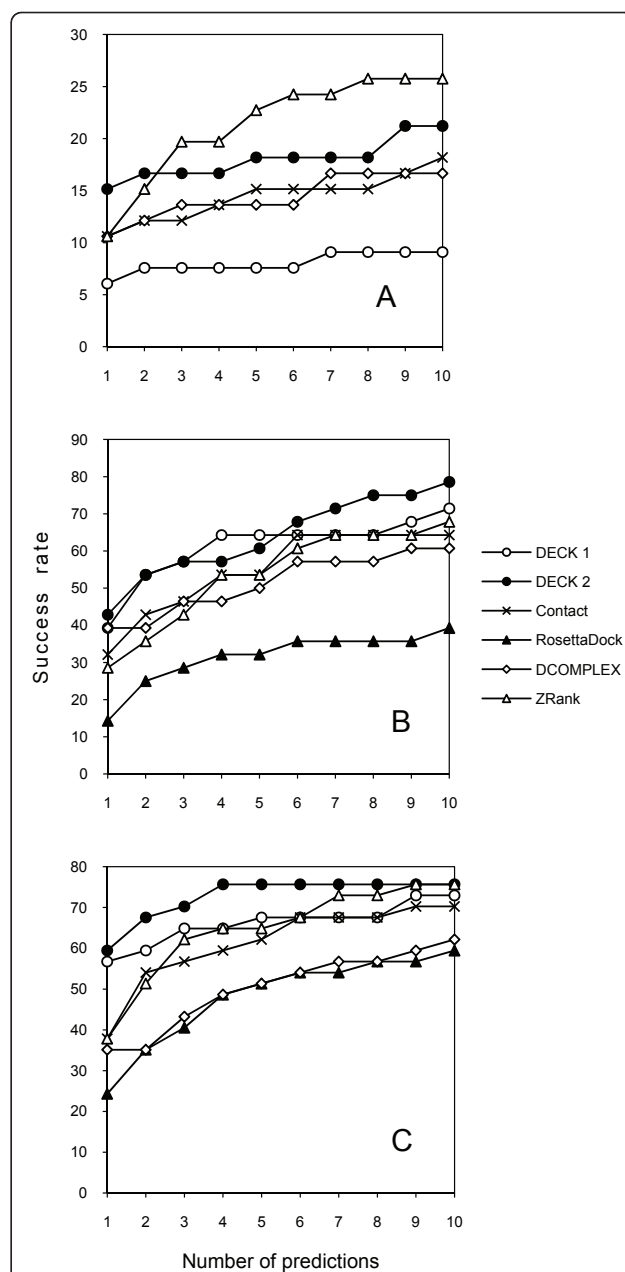 30
25
20
15
10
5
0
A
1 2 3 4 5 6 7 8 9 10
90
80
70
60
50
40
30
20
10
0
B
1 2 3 4 5 6 7 8 9 10
Success rate
DECK 1
DECK 2
Contact
RosettaDock
DCOMPLEX
ZRank
80
70
60
50
40
30
20
10
0
C
1 2 3 4 5 6 7 8 9 10
Number of predictions